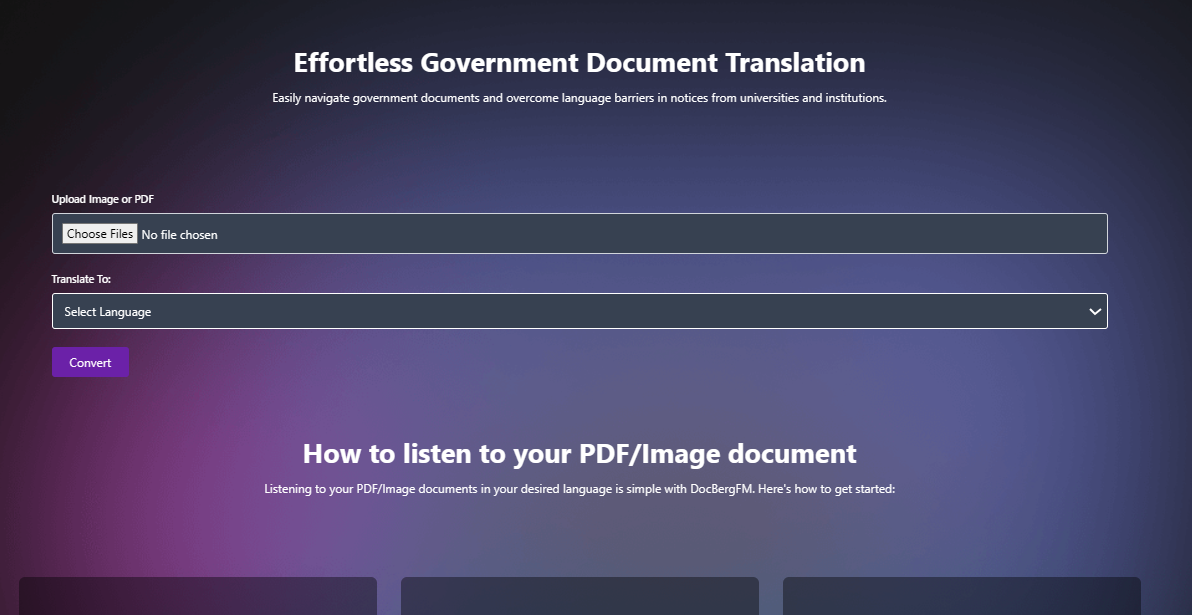 Effortless Government Document Translation
Easily navigate government documents and overcome language barriers in notices from universities and institutions.
Upload Image or PDF
Choose Files No file chosen
Translate To:
Select Language
Convert
How to listen to your PDF/Image document
Listening to your PDF/Image documents in your desired language is simple with DocBergFM. Here's how to get started: